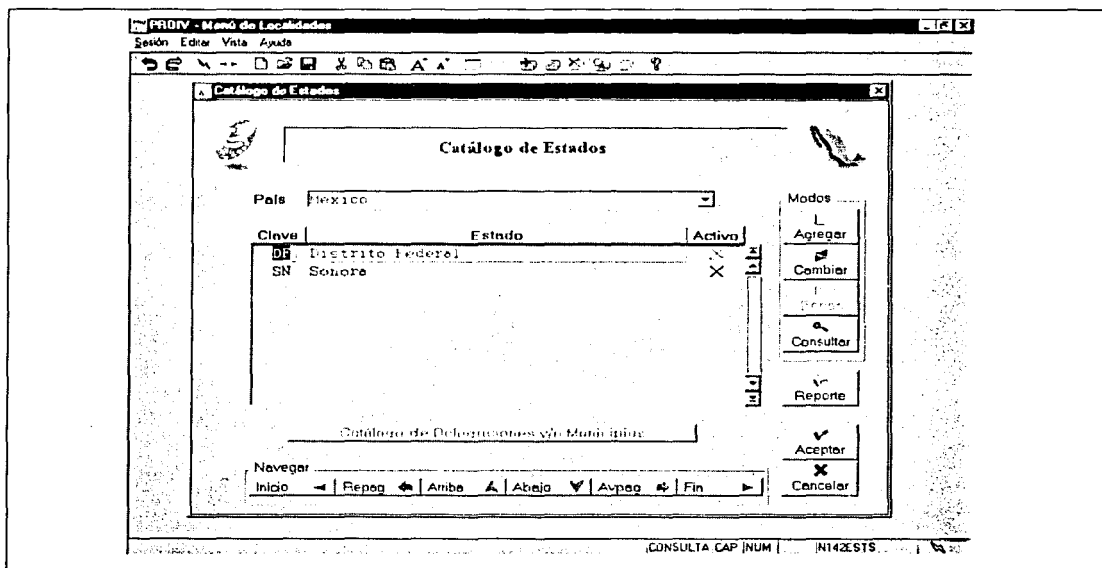 PROIV - Menú de Localidades
Sesión Editar Vista Ayuda
Catálogo de Estados
Catálogo de Estados
País Mexico
Modos
Clave Estado Activo
Agregar
DF Distrito Federal
SN Sonora
Cambiar
Consultar
Reporte
Catálogo de Delegaciones y/o Municipios
Aceptar
Navegar
Inicio Repag Arriba Abajo Avpag Fin
Cancelar
CONSULTA CAP NUM N142ESTS